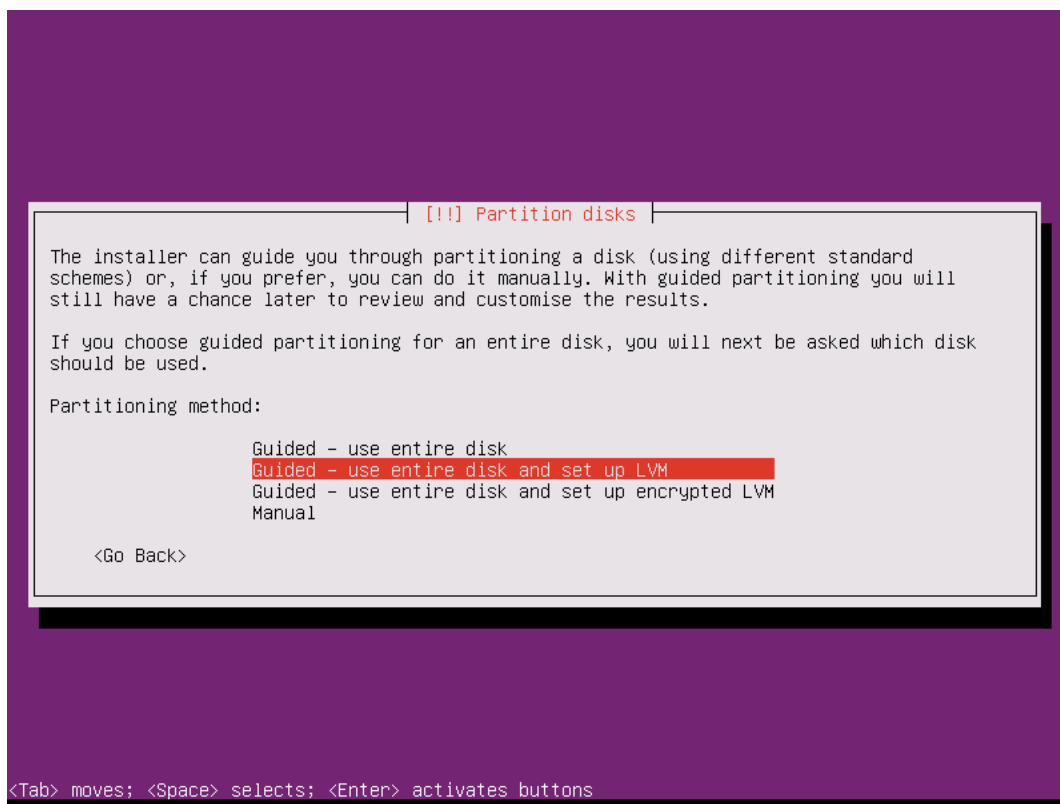 [!!] Partition disks
The installer can guide you through partitioning a disk (using different standard
schemes) or, if you prefer, you can do it manually. With guided partitioning you will
still have a chance later to review and customise the results.
If you choose guided partitioning for an entire disk, you will next be asked which disk
should be used.
Partitioning method:
Guided - use entire disk
Guided - use entire disk and set up LVM
Guided - use entire disk and set up encrypted LVM
Manual
<Go Back>
<Tab> moves; <Space> selects; <Enter> activates buttons